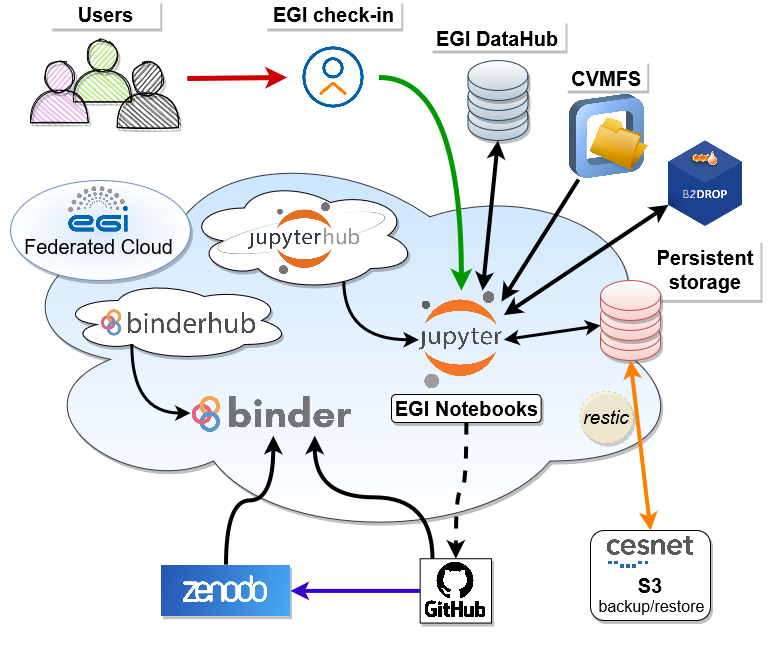 Users
EGI check-in
EGI DataHub
CVMFS
B2DROP
Persistent
storage
EGI
Federated Cloud
jupyterhub
binderhub
jupyter
EGI Notebooks
binder
restic
zenodo
GitHub
cesnet
S3
backup/restore